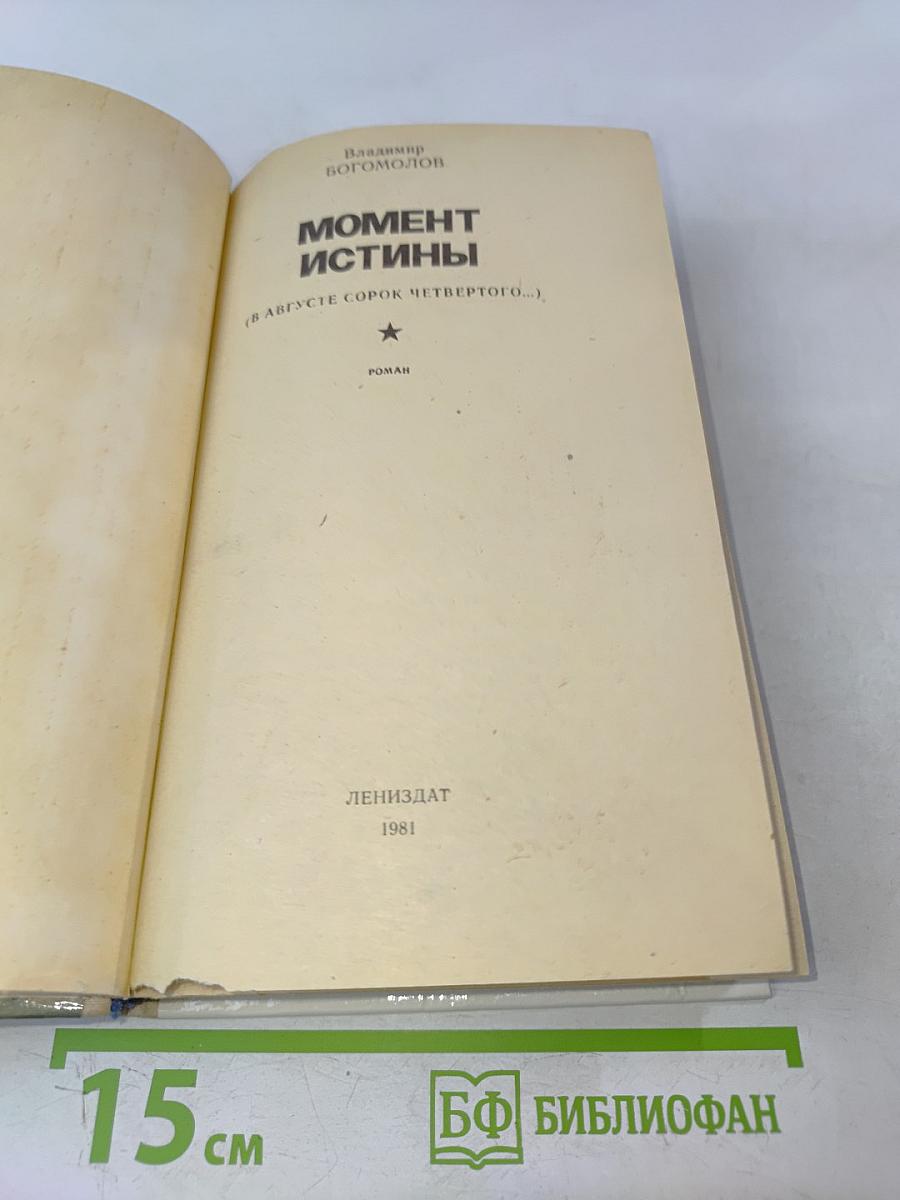 Владимир
БОГОМОЛОВ
МОМЕНТ
ИСТИНЫ
(В АВГУСТЕ СОРОК ЧЕТВЕРТОГО...)
РОМАН
ЛЕНИЗДАТ
1981
15 см
БФ БИБЛИОФАН